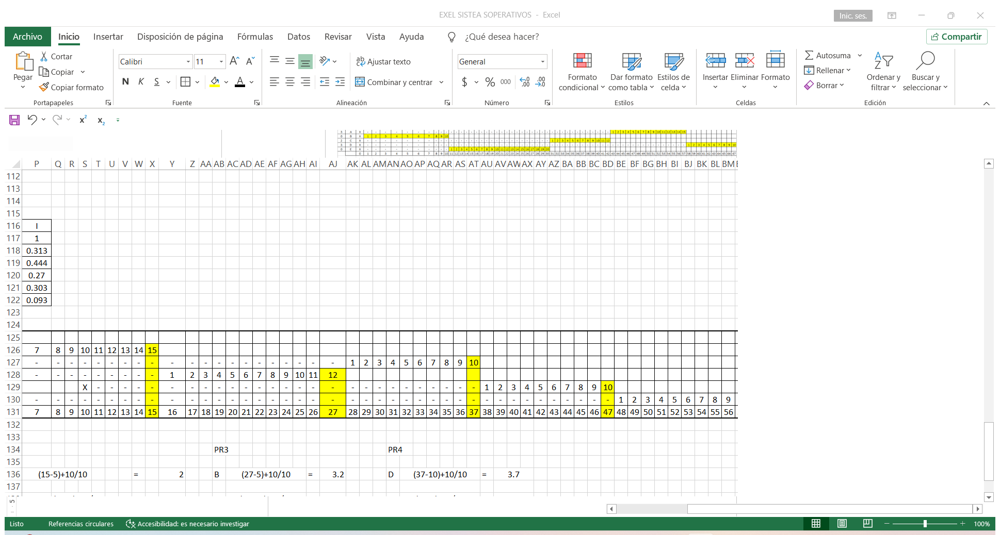 EXEL SISTEA SOPERATIVOS - Excel
Inic. ses.
Archivo Inicio Insertar Disposición de página Fórmulas Datos Revisar Vista Ayuda ¿Qué desea hacer? Compartir
Pegar
Cortar
Copiar
Copiar formato
Portapapeles
Calibri 11
N K S
Fuente
Ajustar texto
Combinar y centrar
Alineación
General
$ % 000
Número
Formato condicional
Dar formato como tabla
Estilos de celda
Estilos
Insertar Eliminar Formato
Celdas
Autosuma
Rellenar
Borrar
Ordenar y filtrar
Buscar y seleccionar
Edición
P Q R S T U V W X Y Z AA AB AC AD AE AF AG AH AI AJ AK AL AM AN AO AP AQ AR AS AT AU AV AW AX AY AZ BA BB BC BD BE BF BG BH BI BJ BK BL BM
112
113
114
115
116 I
117 1
118 0.313
119 0.444
120 0.27
121 0.303
122 0.093
123
124
125
126 7 8 9 10 11 12 13 14 15
127 - - - - - - - - - - - - - - - - - - - - - 1 2 3 4 5 6 7 8 9 10
128 - - - - - - - - - 1 2 3 4 5 6 7 8 9 10 11 12
129 X - - - - - - - - - - - - - - - - - - - - - - - - - - - 1 2 3 4 5 6 7 8 9 10
130 - - - - - - - - - - - - - - - - - - - - - - - - - - - - - - - - - - - - - - - - - 1 2 3 4 5 6 7 8 9
131 7 8 9 10 11 12 13 14 15 16 17 18 19 20 21 22 23 24 25 26 27 28 29 30 31 32 33 34 35 36 37 38 39 40 41 42 43 44 45 46 47 48 49 50 51 52 53 54 55 56
132
133
134 PR3 PR4
135
136 (15-5)+10/10 = 2 B (27-5)+10/10 = 3.2 D (37-10)+10/10 = 3.7
137
Listo Referencias circulares Accesibilidad: es necesario investigar 100%